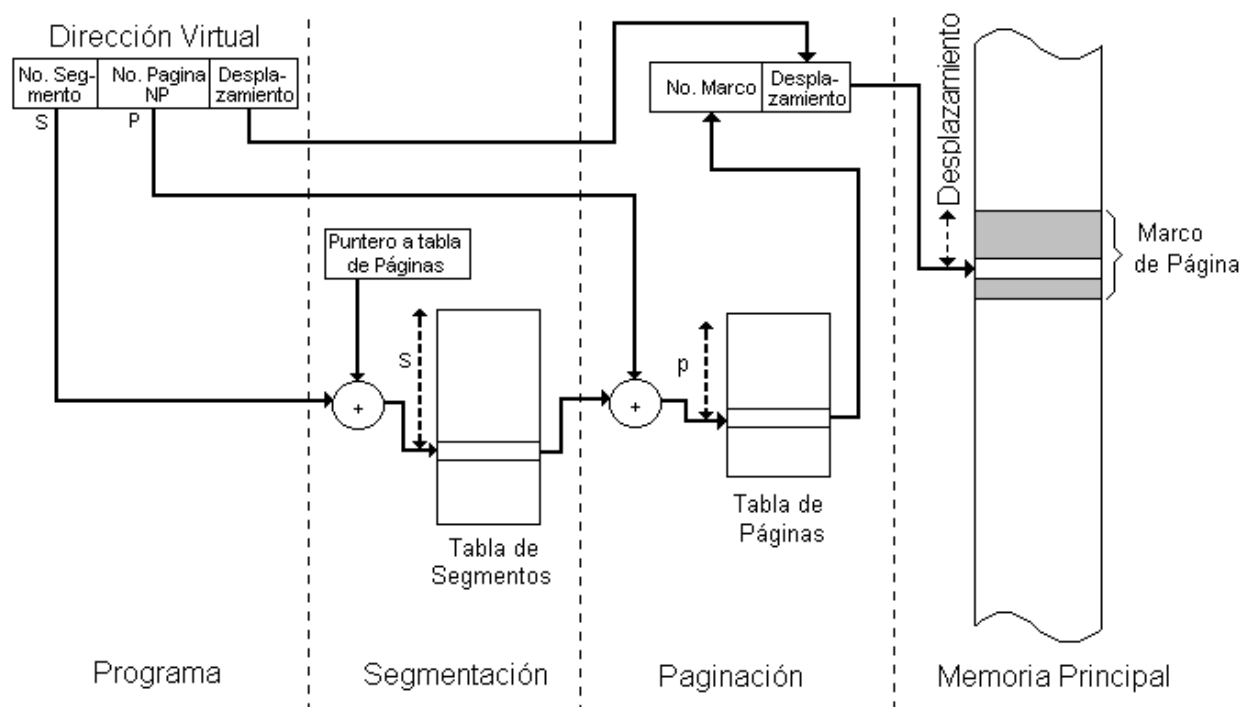 Dirección Virtual
No. Seg-
mento
No. Pagina
NP
Despla-
zamiento
S
P
No. Marco
Despla-
zamiento
Desplazamiento
Puntero a tabla
de Páginas
Marco
de Página
S
p
+
+
Tabla de
Segmentos
Tabla de
Páginas
Programa
Segmentación
Paginación
Memoria Principal